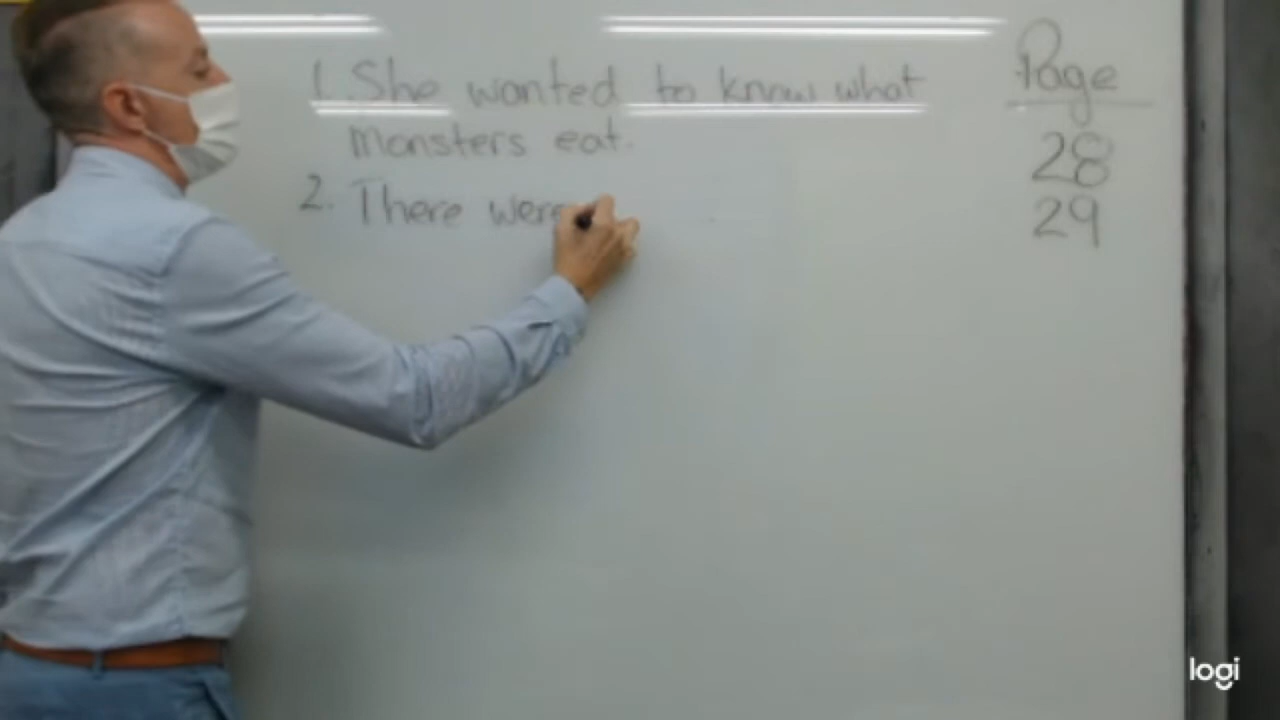 1. She wanted to know what
monsters eat.
2. There were
Page
28
29
logi